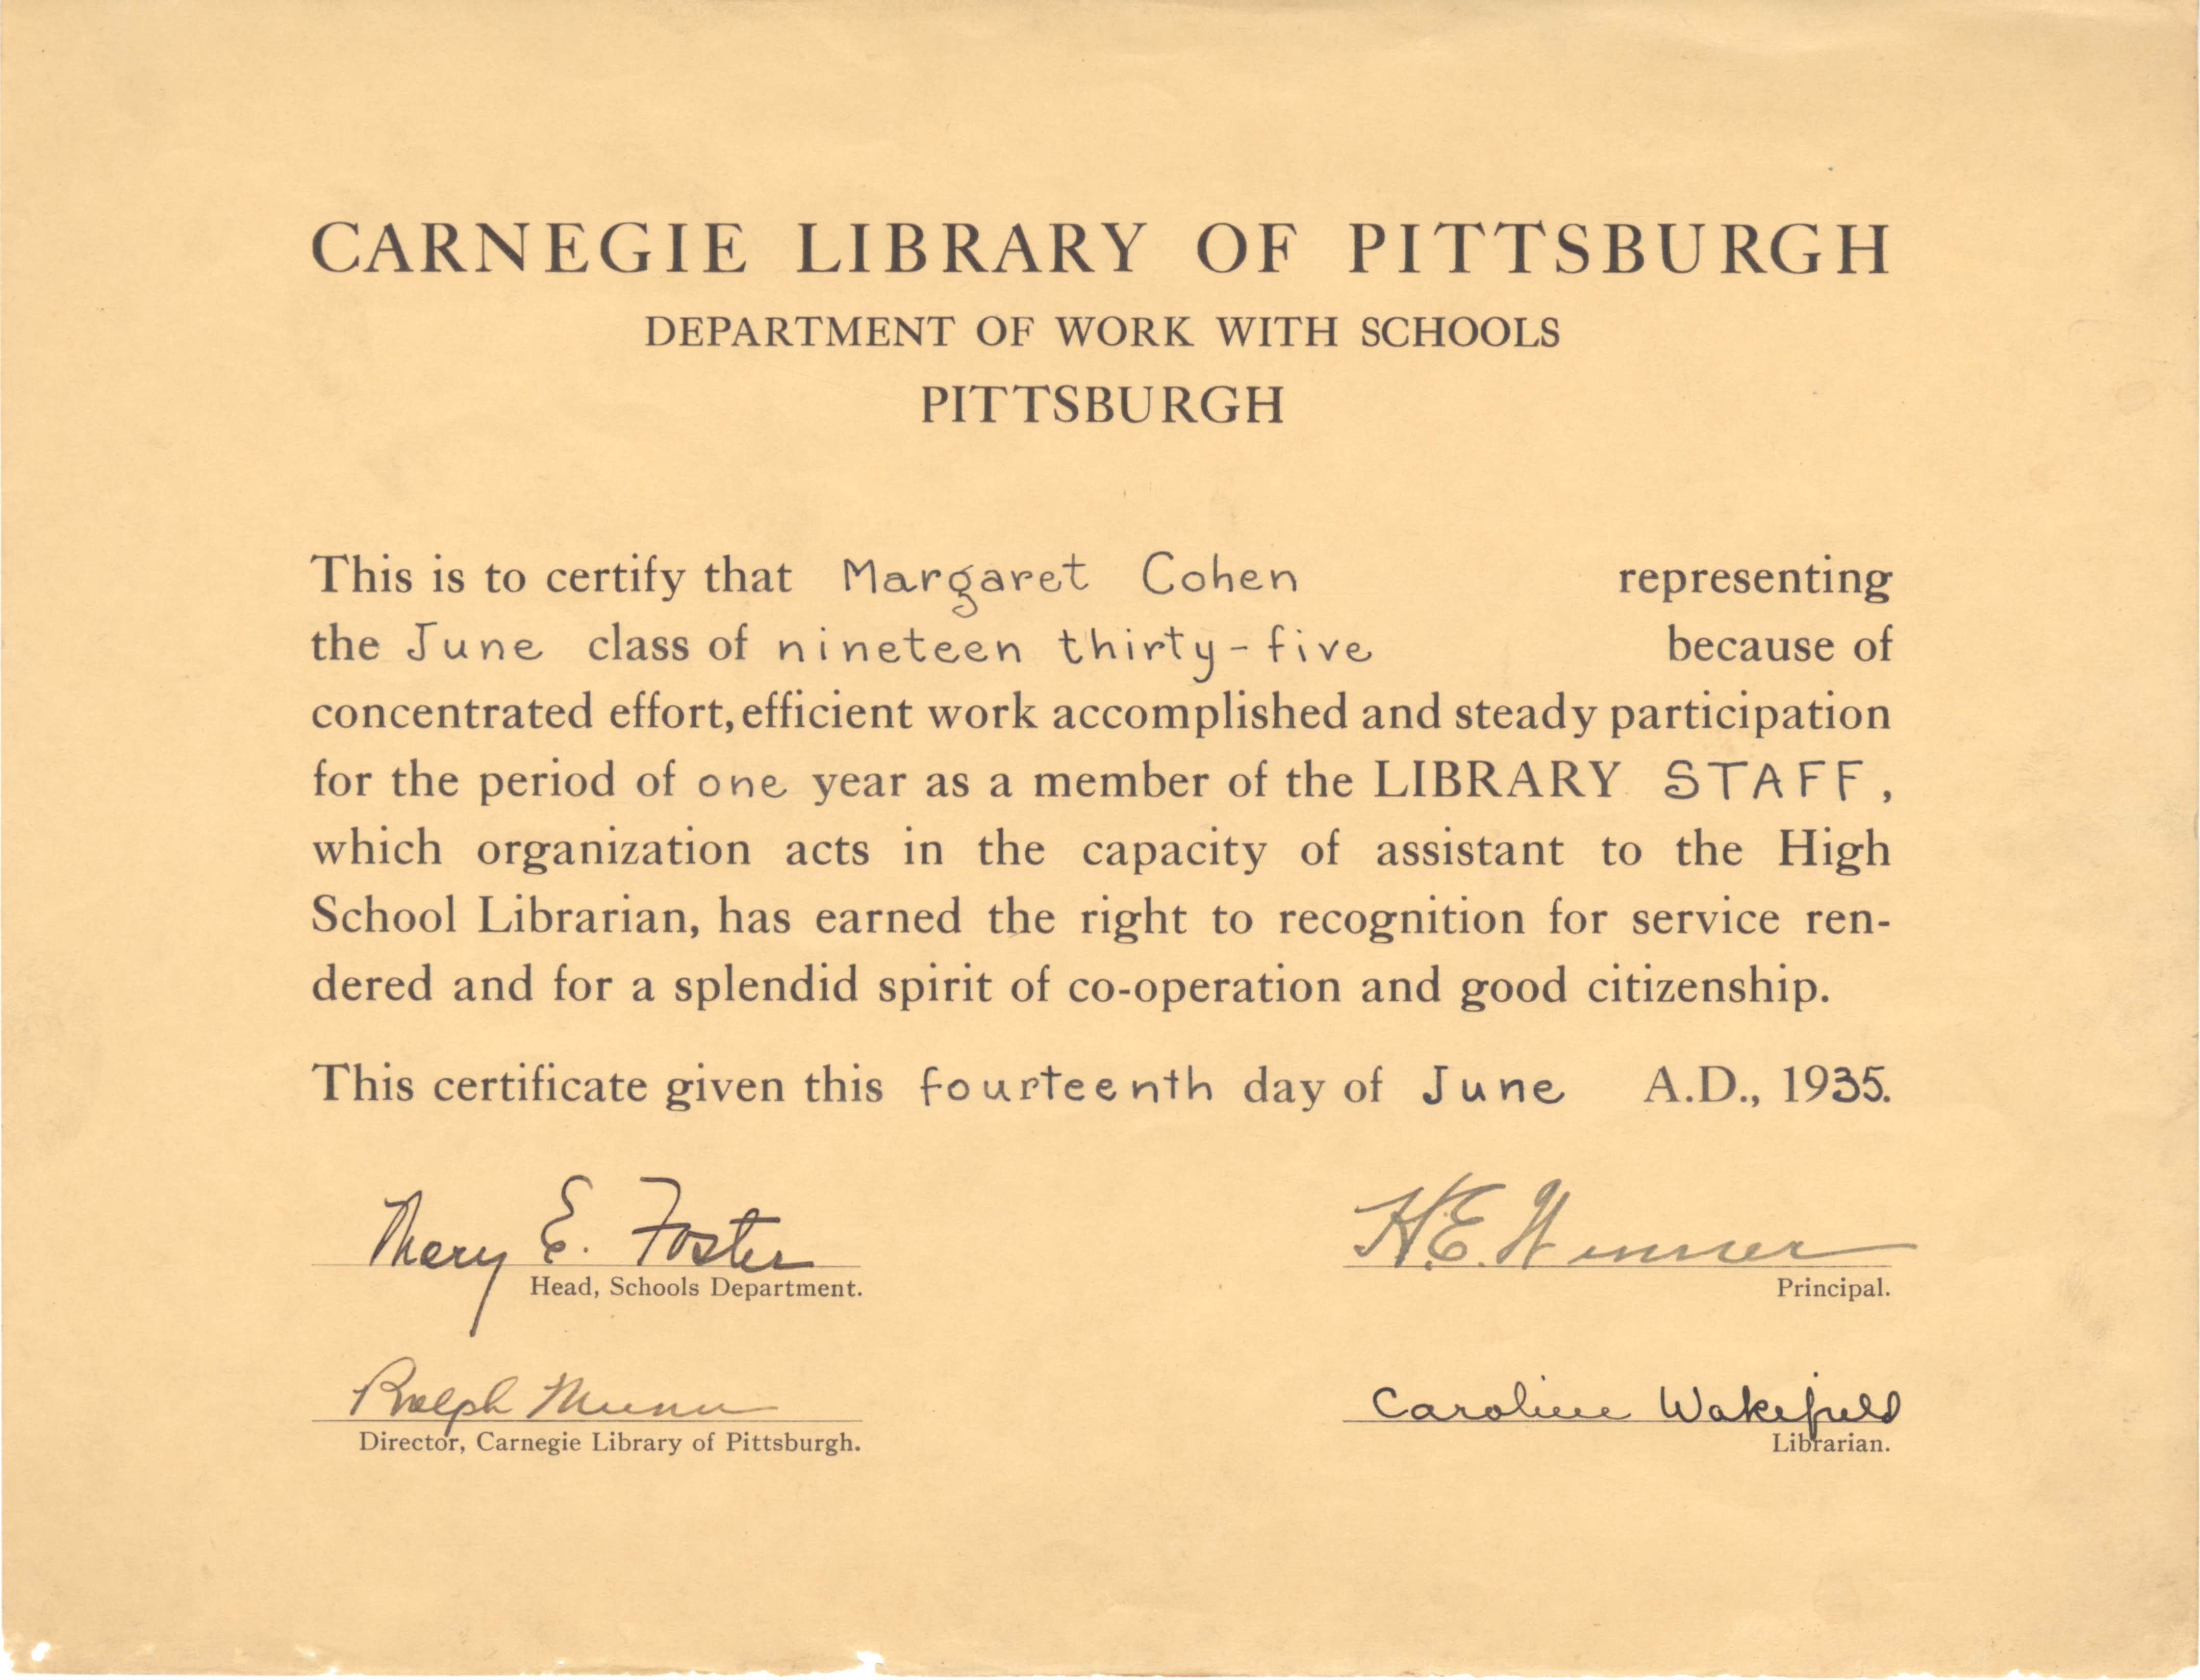 CARNEGIE LIBRARY OF PITTSBURGH
DEPARTMENT OF WORK WITH SCHOOLS
PITTSBURGH
This is to certify that Margaret Cohen representing
the June class of nineteen thirty-five because of
concentrated effort, efficient work accomplished and steady participation
for the period of one year as a member of the LIBRARY STAFF,
which organization acts in the capacity of assistant to the High
School Librarian, has earned the right to recognition for service ren-
dered and for a splendid spirit of co-operation and good citizenship.
This certificate given this fourteenth day of June A.D., 1935.
Mary E. Foster
Head, Schools Department.
H.E. Winner
Principal.
Ralph Munn
Director, Carnegie Library of Pittsburgh.
Caroline Wakefield
Librarian.